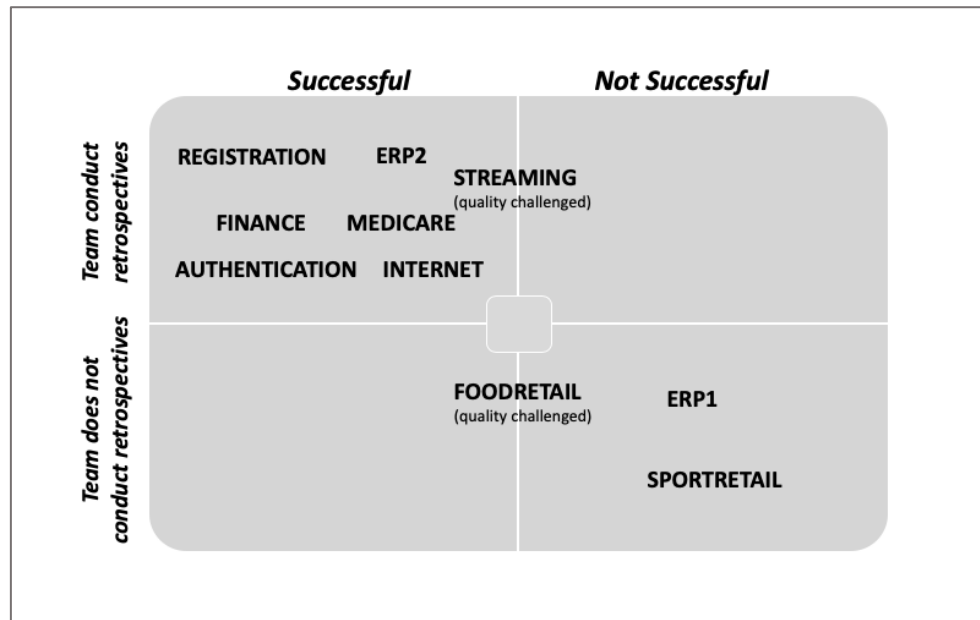 Successful
Not Successful
Team conduct
retrospectives
REGISTRATION
ERP2
STREAMING
(quality challenged)
FINANCE
MEDICARE
AUTHENTICATION
INTERNET
Team does not
conduct retrospectives
FOODRETAIL
(quality challenged)
ERP1
SPORTRETAIL